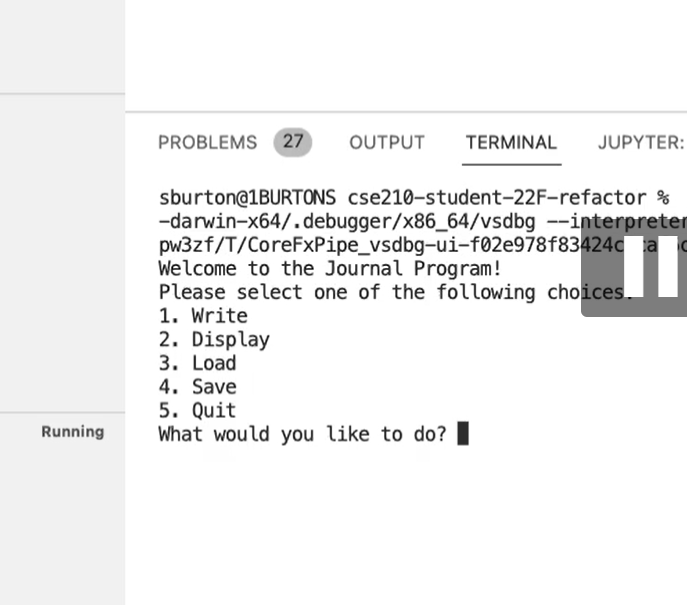 PROBLEMS 27 OUTPUT TERMINAL JUPYTER:
sburton@1BURTONS cse210-student-22F-refactor %
-darwin-x64/.debugger/x86_64/vsdbg --interpreter
pw3zf/T/CoreFxPipe_vsdbg-ui-f02e978f83424c
Welcome to the Journal Program!
Please select one of the following choices:
1. Write
2. Display
3. Load
4. Save
5. Quit
Running
What would you like to do?